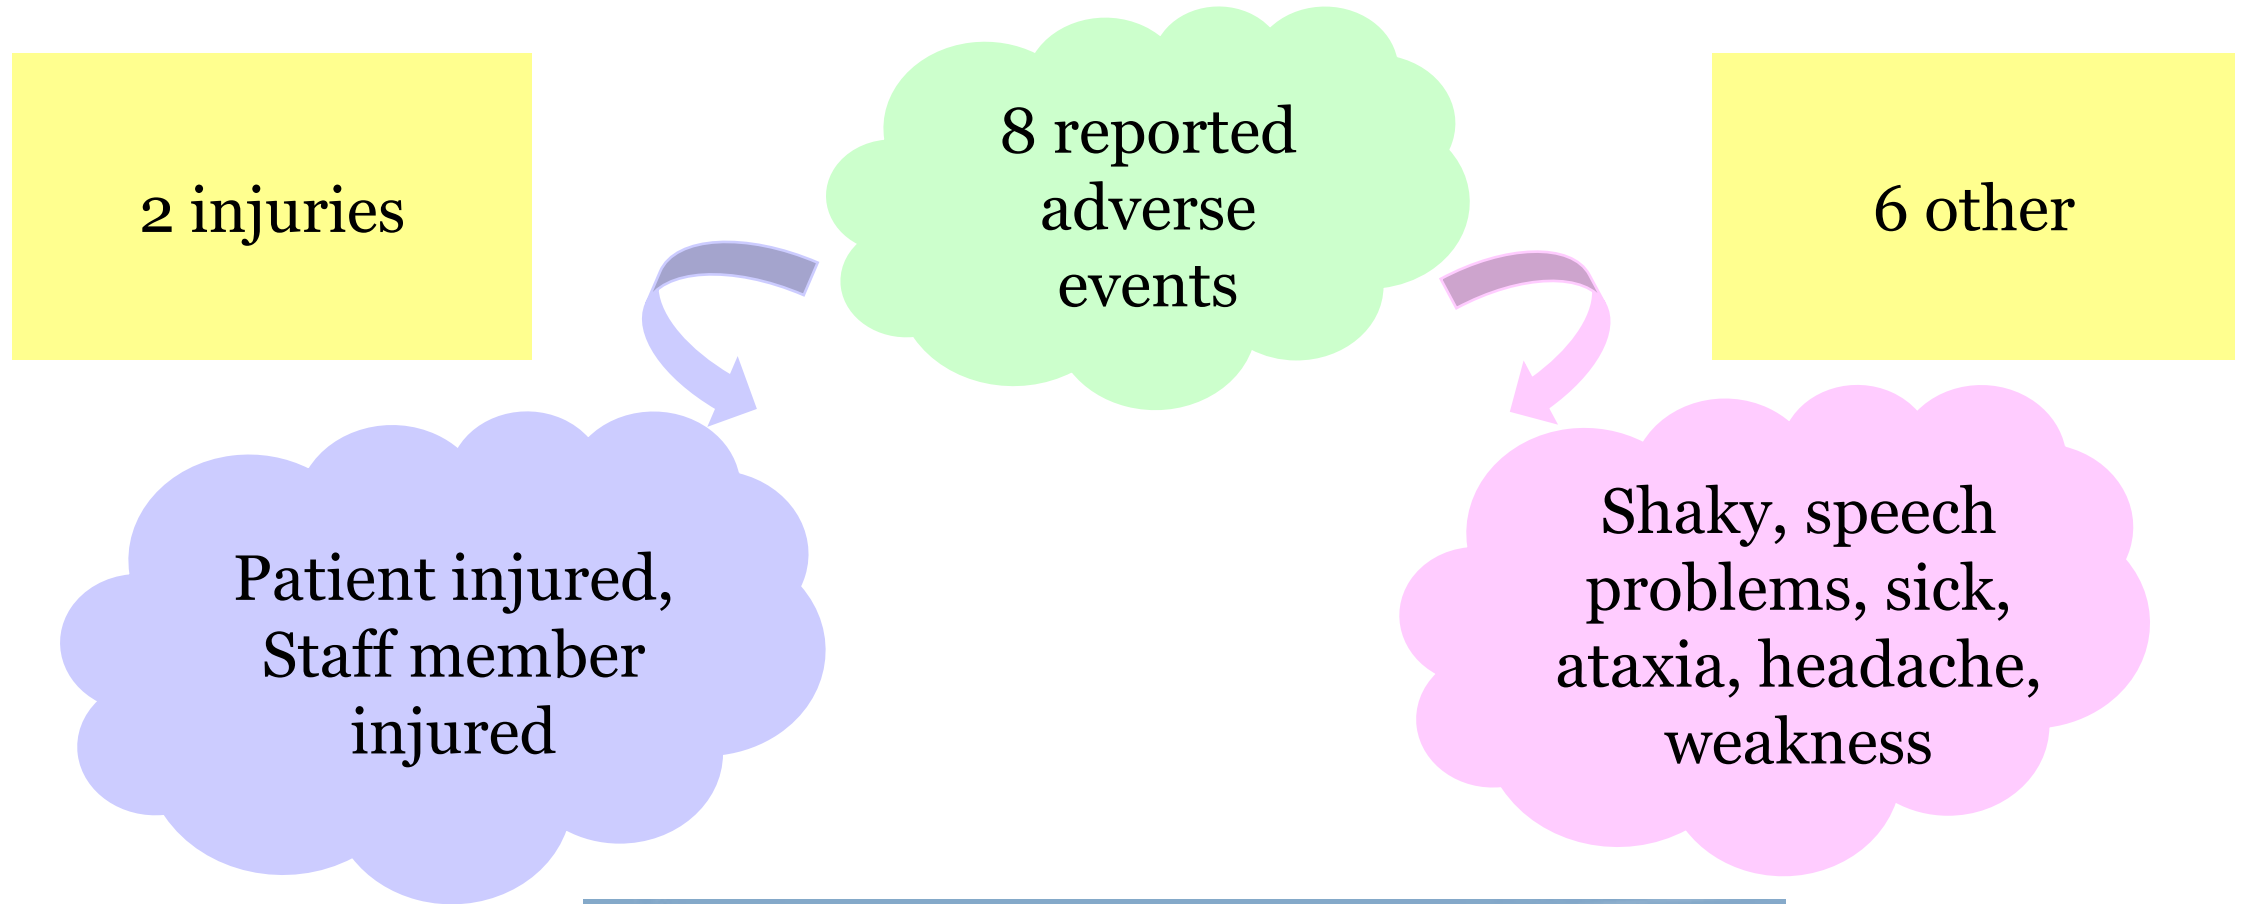 2 injuries
8 reported
adverse
events
6 other
Patient injured,
Staff member
injured
Shaky, speech
problems, sick,
ataxia, headache,
weakness